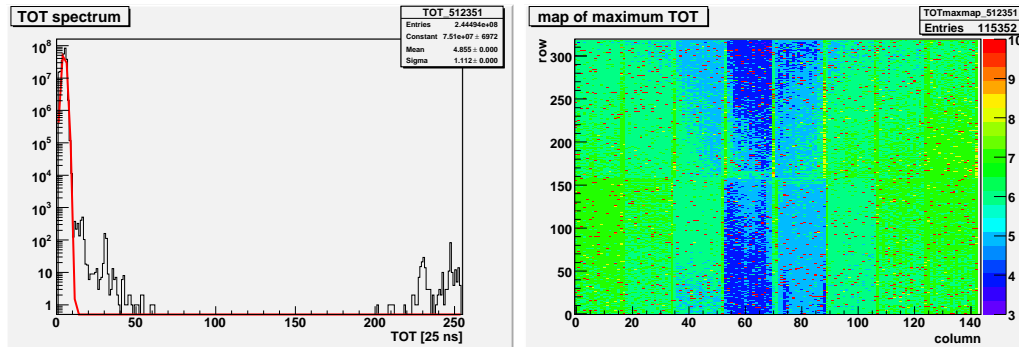 TOT spectrum
TOT_512351
Entries 2.44494e+08
Constant 7.51e+07 ± 6972
Mean 4.855 ± 0.000
Sigma 1.112 ± 0.000
10^8
10^7
10^6
10^5
10^4
10^3
10^2
10
1
0 50 100 150 200 250
TOT [25 ns]
map of maximum TOT
TOTmaxmap_512351
Entries 115352
row
300
250
200
150
100
50
0
0 20 40 60 80 100 120 140
column
10
9
8
7
6
5
4
3